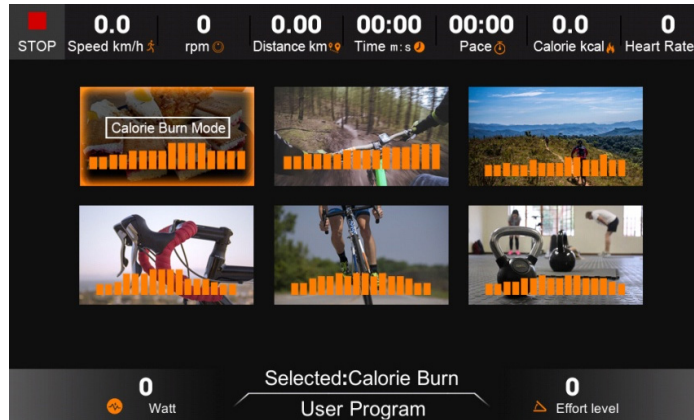 0.0 0 0.00 00:00 00:00 0.0 0
STOP Speed km/h rpm Distance km Time m:s Pace Calorie kcal Heart Rate
Calorie Burn Mode
Selected:Calorie Burn
0 0
Watt User Program Effort level